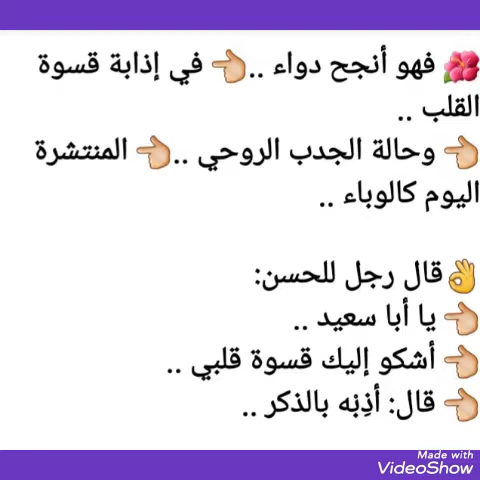 🌺 فهو أنجح دواء ..👈 في إذابة قسوة
القلب ..
👈 وحالة الجدب الروحي ..👈 المنتشرة
اليوم كالوباء ..
👌قال رجل للحسن:
👈 يا أبا سعيد ..
👈 أشكو إليك قسوة قلبي ..
👈 قال: أذِبْه بالذكر ..
Made with
VideoShow